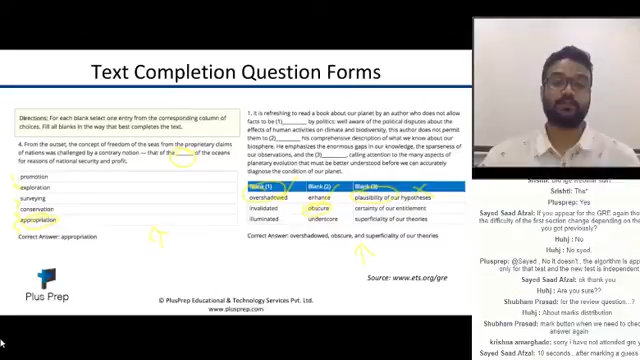 Text Completion Question Forms
Directions: For each blank select one entry from the corresponding column of
choices. Fill all blanks in the way that best completes the text.
4. From the outset, the concept of freedom of the seas from the proprietary claims
of nations was challenged by a contrary notion — that of the ______ of the oceans
for reasons of national security and profit.
promotion
exploration
surveying
conservation
appropriation
Correct Answer: appropriation
1. It is refreshing to read a book about our planet by an author who does not allow
facts to be (1)________ by politics: well aware of the political disputes about the
effects of human activities on climate and biodiversity, this author does not permit
them to (2)________ his comprehensive description of what we know about our
biosphere. He emphasizes the enormous gaps in our knowledge, the sparseness of
our observations, and the (3)________, calling attention to the many aspects of
planetary evolution that must be better understood before we can accurately
diagnose the condition of our planet.
Blank (1) Blank (2) Blank (3)
overshadowed enhance plausibility of our hypotheses
invalidated obscure certainty of our entitlement
illuminated underscore superficiality of our theories
Correct Answer: overshadowed, obscure, and superficiality of our theories
Plus Prep
Source: www.ets.org/gre
© PlusPrep Educational & Technology Services Pvt. Ltd.
www.plusprep.com
Srishti: Tha*
PlusPrep: Yes
Sayed Saad Afzal: If you appear for the GRE again
the difficulty of the first section change depending on
you got previously?
Huhj : No
Huhj : No syed.
Plusprep: @Sayed , No it doesn't , the algorithm is
only for that test and the new test is independent
Sayed Saad Afzal: ok thank you
Huhj : Are you sure??
Shubham Prasad: for the review question..?
Huhj : About marks distribution
Shubham Prasad: mark button when we need to
answer again
krishna amarghade: sorry i have not attended
Sayed Saad Afzal: 10 seconds...after making